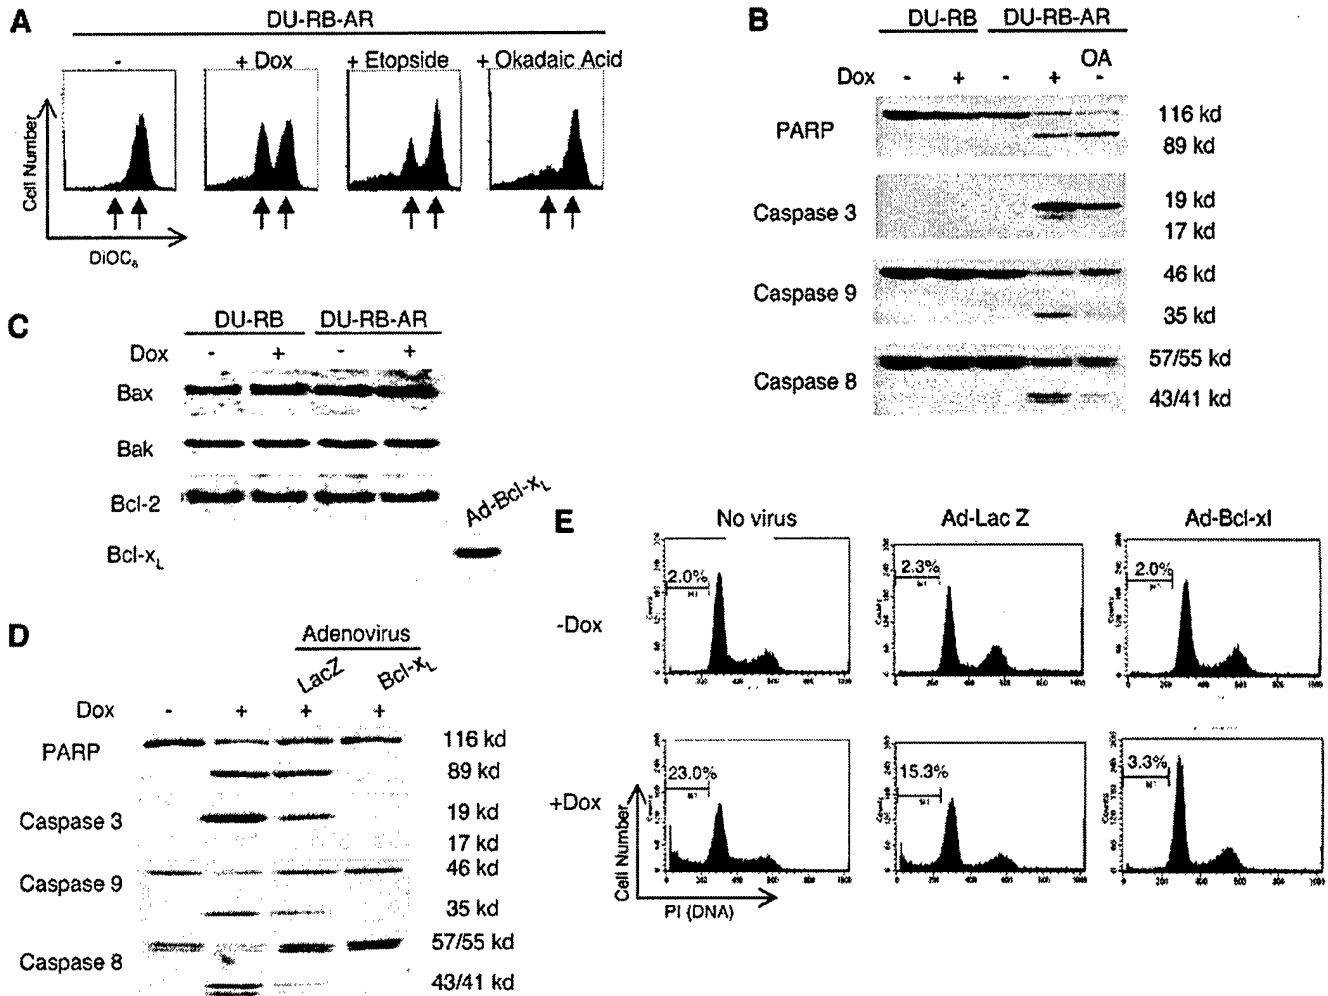 A
DU-RB-AR
- + Dox + Etopside + Okadaic Acid
Cell Number
DiOC₆
B
DU-RB DU-RB-AR
OA
Dox - + - + -
PARP
116 kd
89 kd
Caspase 3
19 kd
17 kd
Caspase 9
46 kd
35 kd
Caspase 8
57/55 kd
43/41 kd
C
DU-RB DU-RB-AR
Dox - + - +
Bax
Bak
Bcl-2
Bcl-x_L
Ad-Bcl-x_L
D
Adenovirus
LacZ Bcl-x_L
Dox - + + +
PARP
116 kd
89 kd
Caspase 3
19 kd
17 kd
Caspase 9
46 kd
35 kd
Caspase 8
57/55 kd
43/41 kd
E
No virus Ad-Lac Z Ad-Bcl-xl
-Dox
2.0% 2.3% 2.0%
+Dox
23.0% 15.3% 3.3%
Cell Number
PI (DNA)